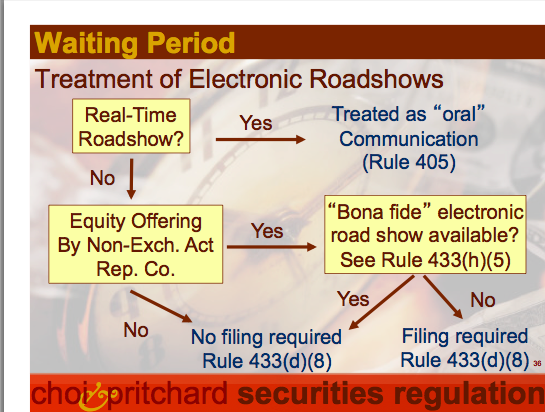 Waiting Period
Treatment of Electronic Roadshows
Real-Time
Roadshow?
Yes
Treated as “oral”
Communication
(Rule 405)
No
Equity Offering
By Non-Exch. Act
Rep. Co.
Yes
“Bona fide” electronic
road show available?
See Rule 433(h)(5)
No
Yes
No
No filing required
Rule 433(d)(8)
Filing required
Rule 433(d)(8)
36
choi&pritchard securities regulation